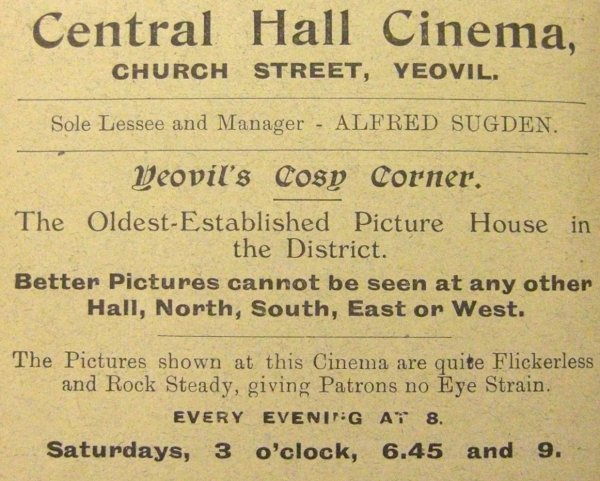 Central Hall Cinema,
CHURCH STREET, YEOVIL.
Sole Lessee and Manager - ALFRED SUGDEN.
Yeovil's Cosy Corner.
The Oldest-Established Picture House in
the District.
Better Pictures cannot be seen at any other
Hall, North, South, East or West.
The Pictures shown at this Cinema are quite Flickerless
and Rock Steady, giving Patrons no Eye Strain.
EVERY EVENING AT 8.
Saturdays, 3 o'clock, 6.45 and 9.